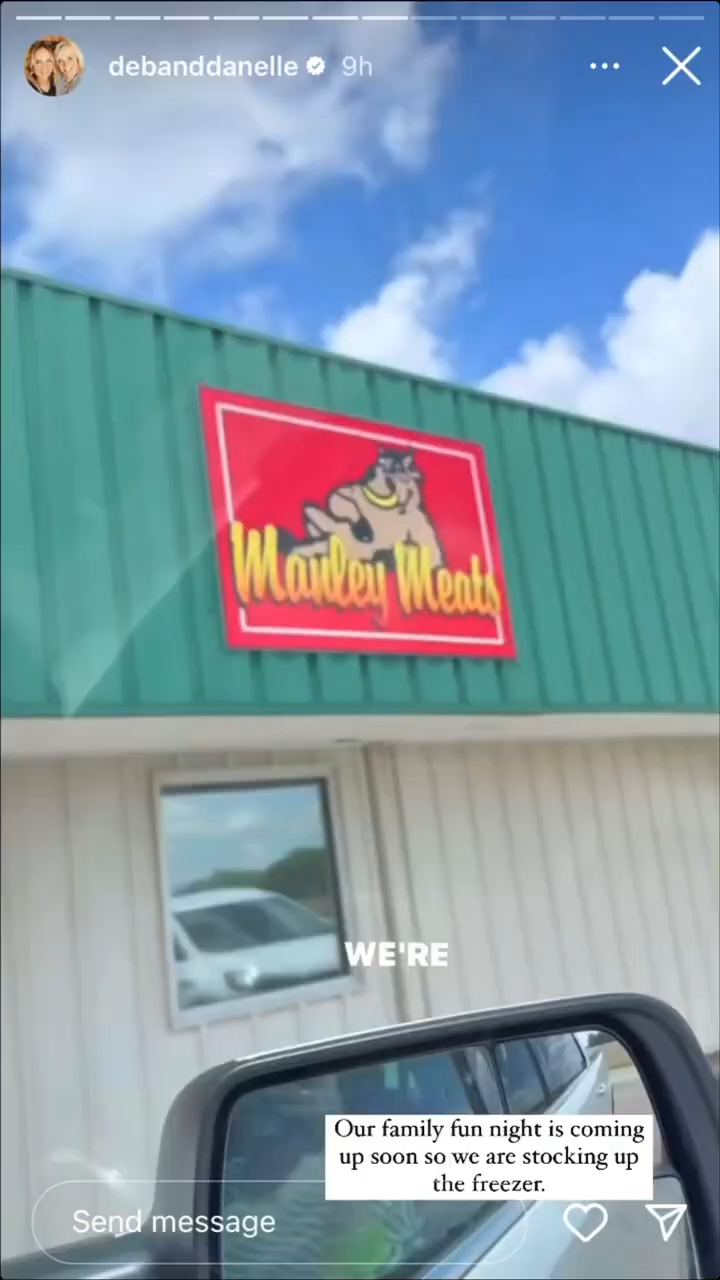 debanddanelle 9h
Manley Meats
WE'RE
Our family fun night is coming
up soon so we are stocking up
the freezer.
Send message